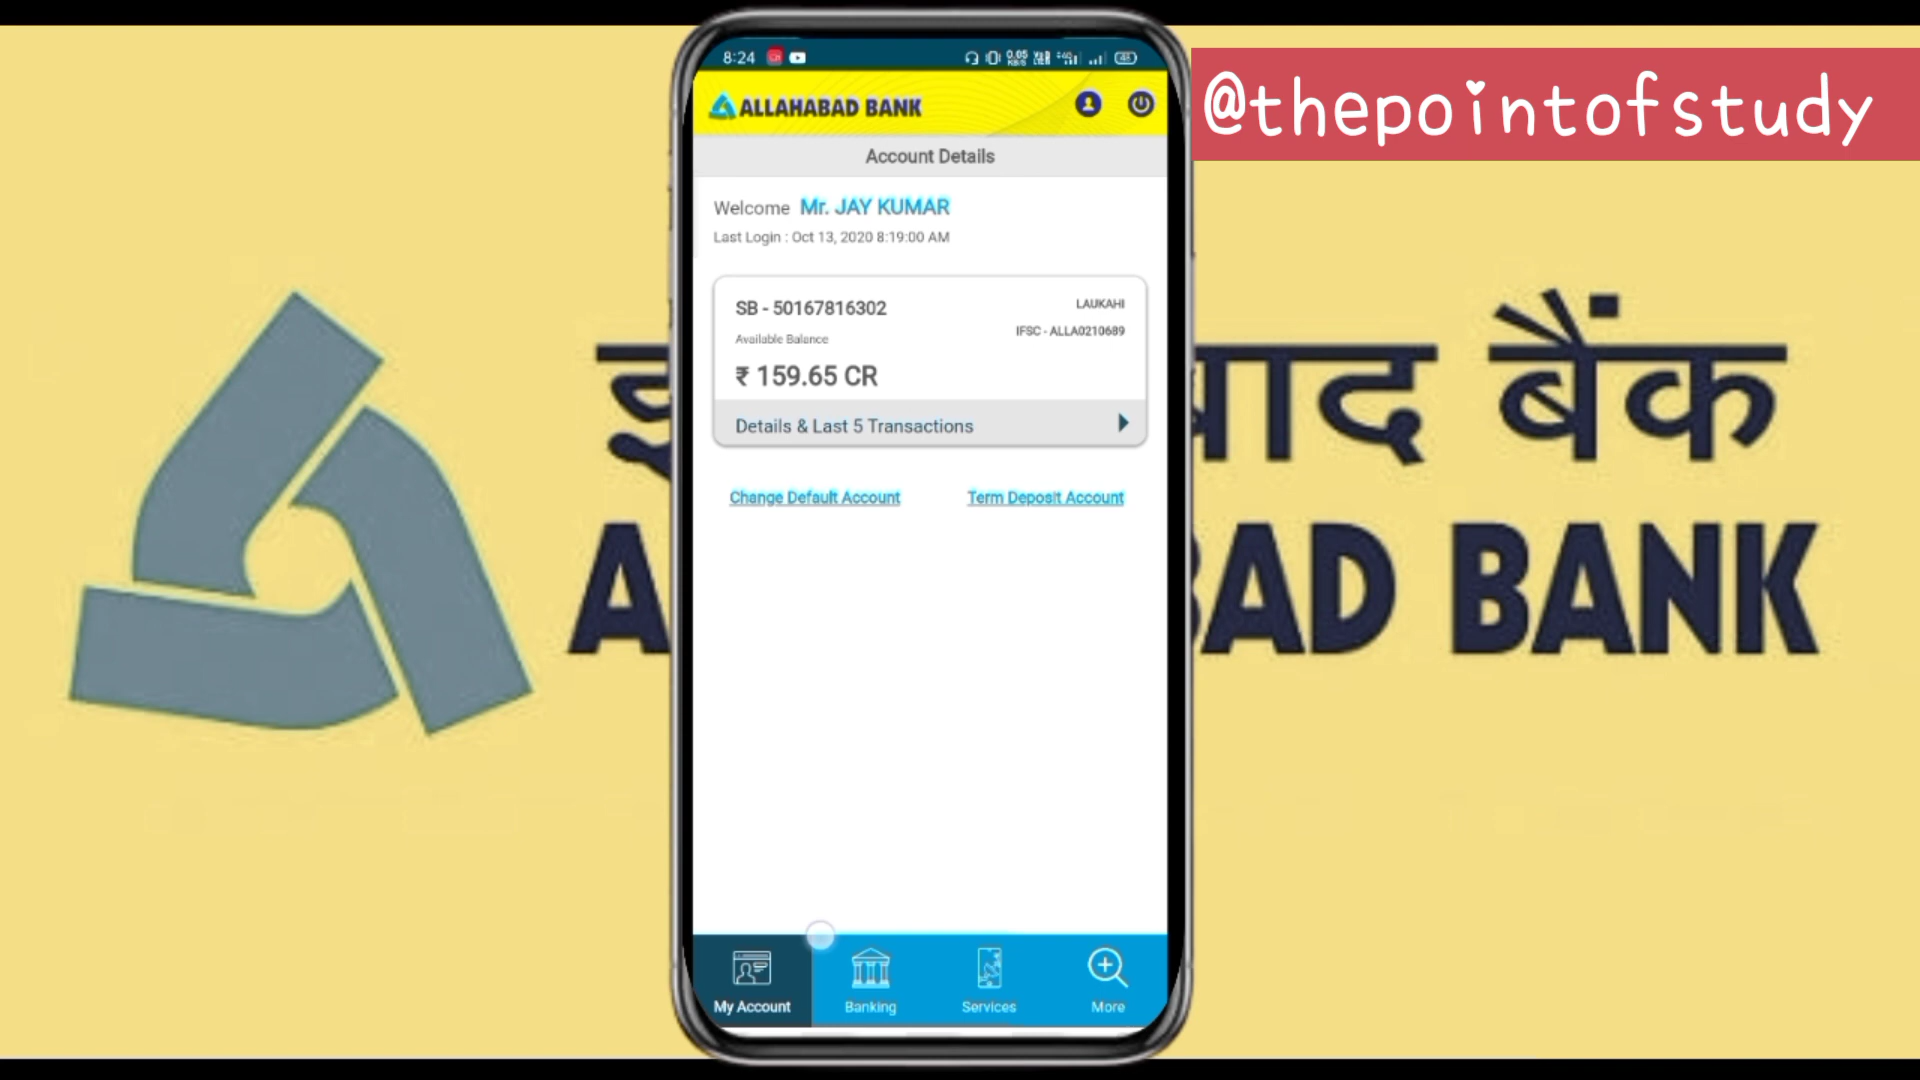 @thepointofstudy
8:24
ALLAHABAD BANK
Account Details
Welcome Mr. JAY KUMAR
Last Login : Oct 13, 2020 8:19:00 AM
SB - 50167816302
LAUKAHI
IFSC - ALLA0210689
Available Balance
₹ 159.65 CR
Details & Last 5 Transactions
Change Default Account
Term Deposit Account
My Account
Banking
Services
More
बैंक
BANK